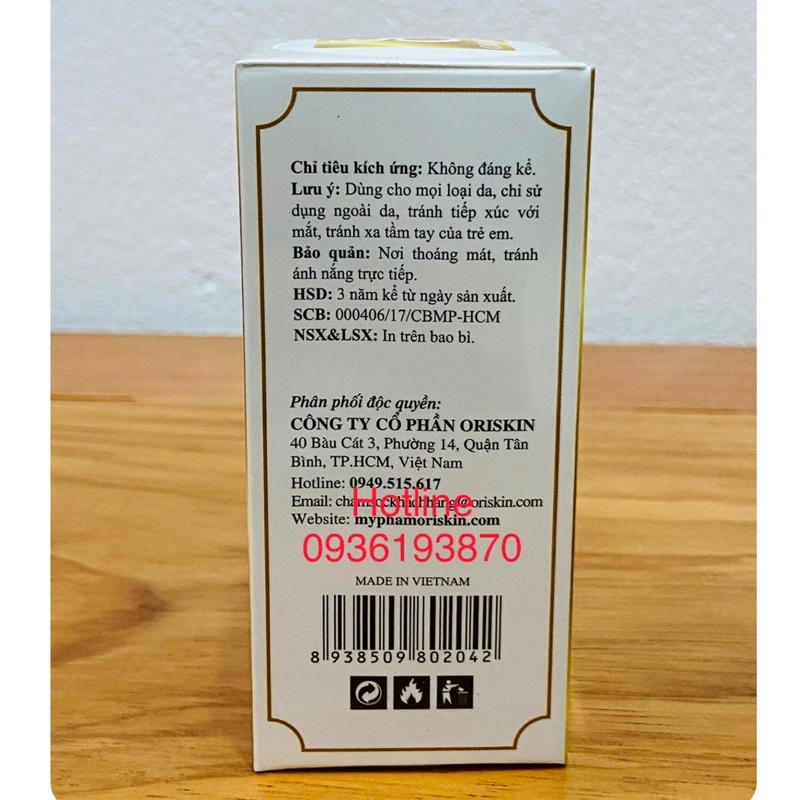 Chỉ tiêu kích ứng: Không đáng kể.
Lưu ý: Dùng cho mọi loại da, chỉ sử
dụng ngoài da, tránh tiếp xúc với
mắt, tránh xa tầm tay của trẻ em.
Bảo quản: Nơi thoáng mát, tránh
ánh nắng trực tiếp.
HSD: 3 năm kể từ ngày sản xuất.
SCB: 000406/17/CBMP-HCM
NSX&LSX: In trên bao bì.
Phân phối độc quyền:
CÔNG TY CỔ PHẦN ORISKIN
40 Bàu Cát 3, Phường 14, Quận Tân
Bình, TP.HCM, Việt Nam
Hotline: 0949.515.617
Email: chamsockhachhang@oriskin.com
Hotline
Website: myphamoriskin.com
0936193870
MADE IN VIETNAM
8 938509 802042